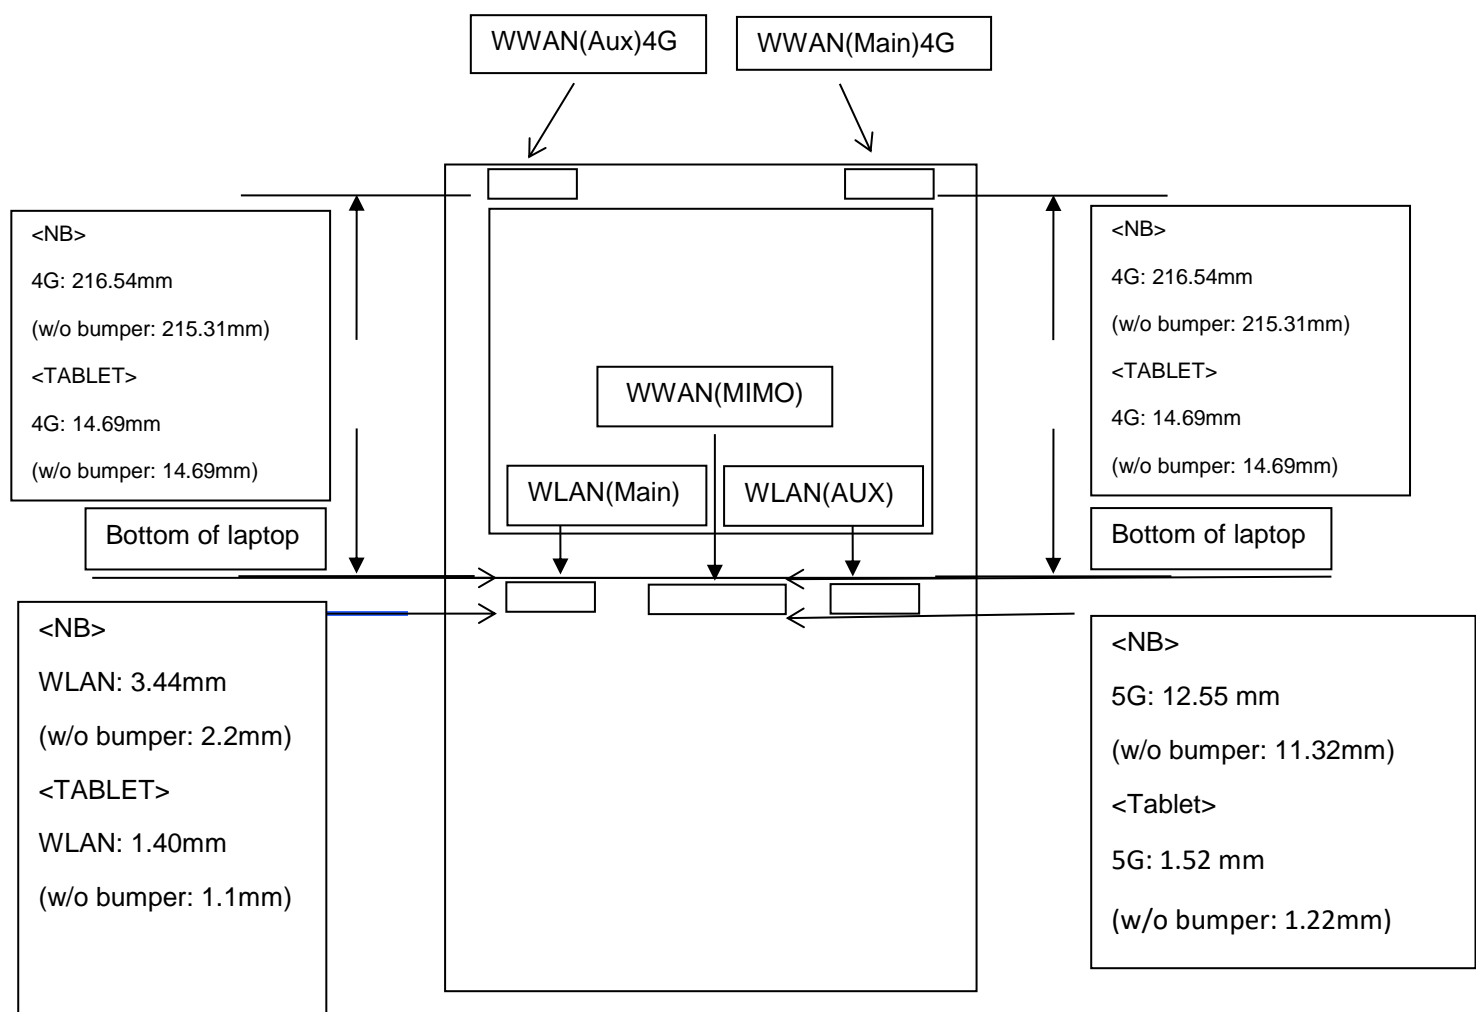 WWAN(Aux)4G
WWAN(Main)4G
<NB>
4G: 216.54mm
(w/o bumper: 215.31mm)
<TABLET>
4G: 14.69mm
(w/o bumper: 14.69mm)
<NB>
4G: 216.54mm
(w/o bumper: 215.31mm)
<TABLET>
4G: 14.69mm
(w/o bumper: 14.69mm)
WWAN(MIMO)
WLAN(Main)
WLAN(AUX)
Bottom of laptop
Bottom of laptop
<NB>
WLAN: 3.44mm
(w/o bumper: 2.2mm)
<TABLET>
WLAN: 1.40mm
(w/o bumper: 1.1mm)
<NB>
5G: 12.55 mm
(w/o bumper: 11.32mm)
<Tablet>
5G: 1.52 mm
(w/o bumper: 1.22mm)